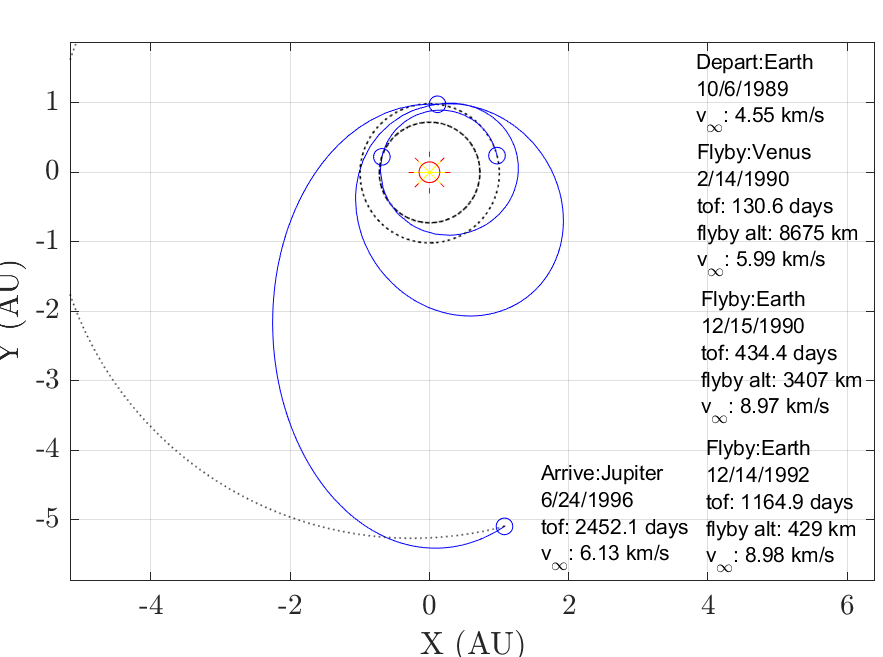 Depart:Earth
10/6/1989
v∞: 4.55 km/s
Flyby:Venus
2/14/1990
tof: 130.6 days
flyby alt: 8675 km
v∞: 5.99 km/s
Flyby:Earth
12/15/1990
tof: 434.4 days
flyby alt: 3407 km
v∞: 8.97 km/s
Flyby:Earth
12/14/1992
tof: 1164.9 days
flyby alt: 429 km
v∞: 8.98 km/s
Arrive:Jupiter
6/24/1996
tof: 2452.1 days
v∞: 6.13 km/s
1
0
-1
-2
-3
-4
-5
Y (AU)
-4
-2
0
2
4
6
X (AU)